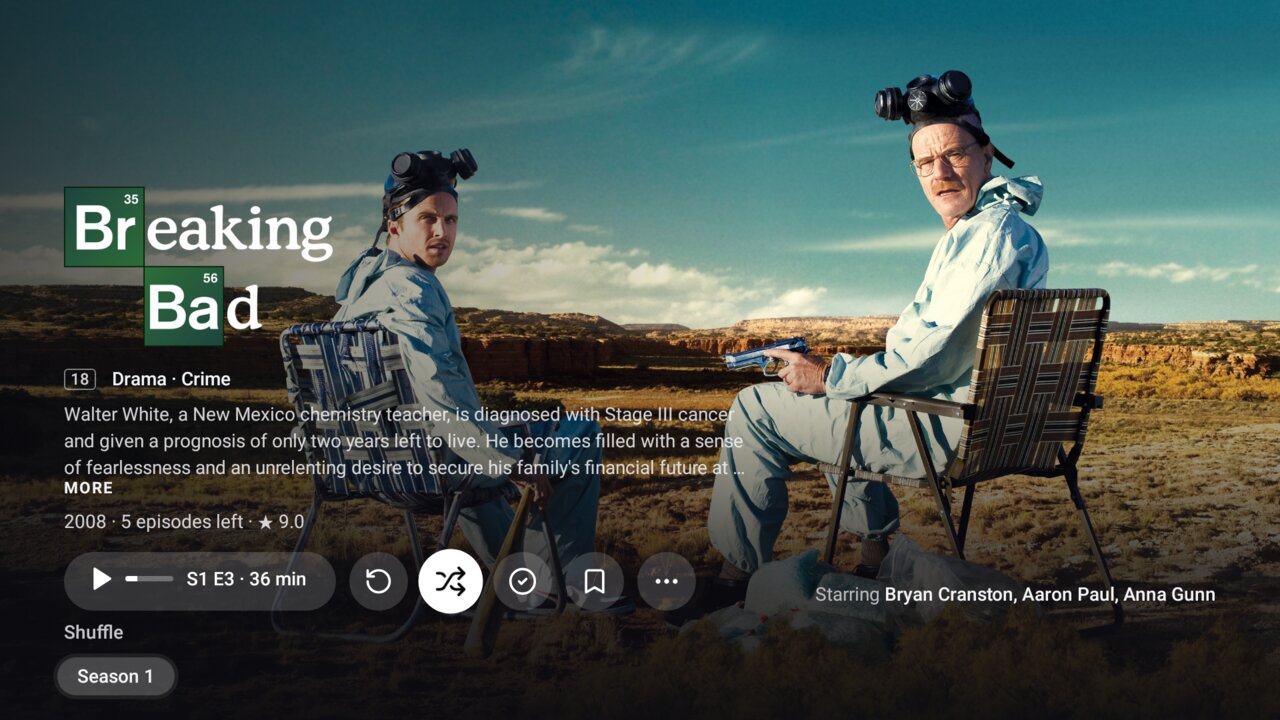 35
Breaking
56
Bad
18 Drama · Crime
Walter White, a New Mexico chemistry teacher, is diagnosed with Stage III cancer
and given a prognosis of only two years left to live. He becomes filled with a sense
of fearlessness and an unrelenting desire to secure his family's financial future at ...
MORE
2008 · 5 episodes left · ★ 9.0
S1 E3 · 36 min
Starring Bryan Cranston, Aaron Paul, Anna Gunn
Shuffle
Season 1